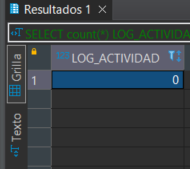 Resultados 1
SELECT count(*) LOG_ACTIVIDA
LOG_ACTIVIDAD
Grilla
1
0
Texto